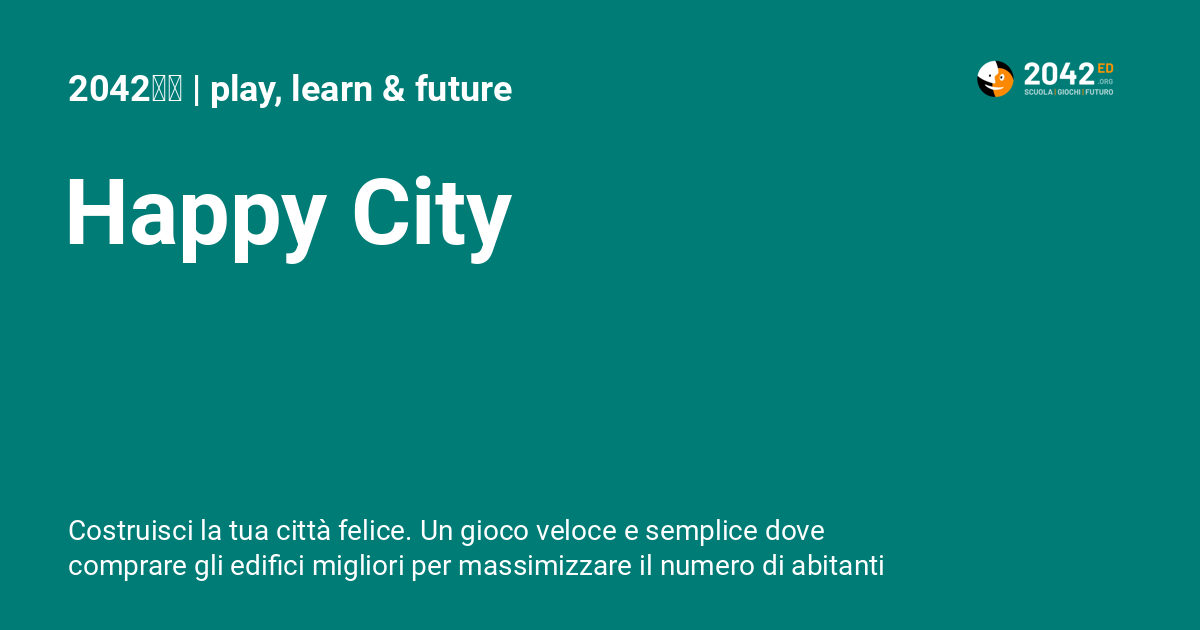 2042 | play, learn & future
2042 ED
.ORG
SCUOLA | GIOCHI | FUTURO
Happy City
Costruisci la tua città felice. Un gioco veloce e semplice dove
comprare gli edifici migliori per massimizzare il numero di abitanti